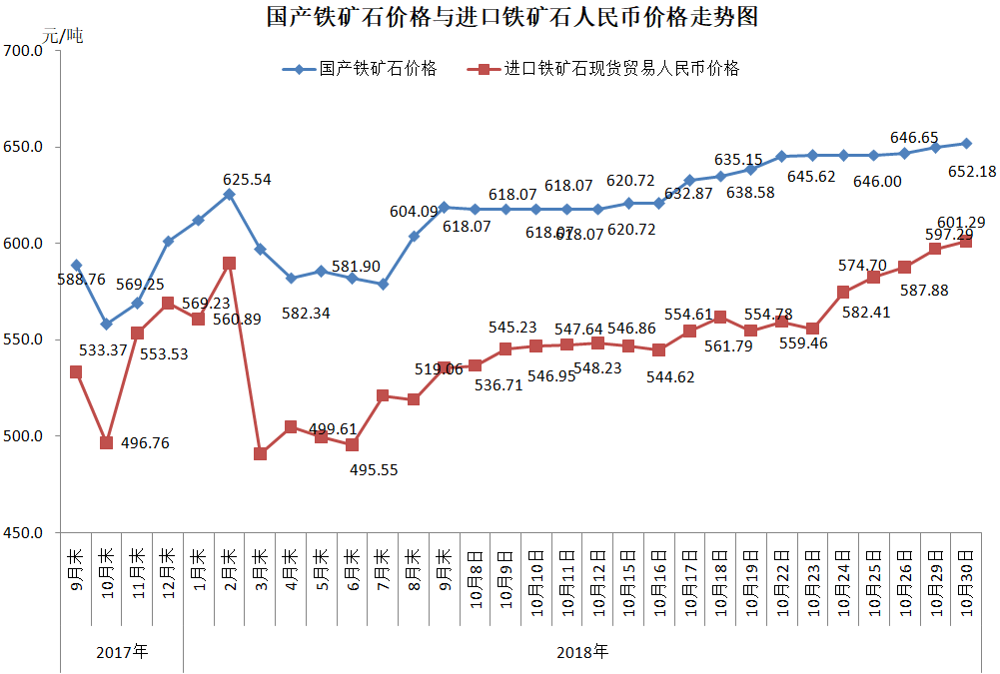 国产铁矿石价格与进口铁矿石人民币价格走势图
元/吨
国产铁矿石价格
进口铁矿石现货贸易人民币价格
700.0
650.0
600.0
550.0
500.0
450.0
588.76
533.37
569.25
625.54
582.34
581.90
604.09
618.07
618.07
618.07
618.07
618.07
620.72
620.72
632.87
635.15
638.58
645.62
646.00
646.65
652.18
496.76
553.53
569.23
560.89
499.61
495.55
519.06
536.71
545.23
546.95
547.64
548.23
546.86
544.62
554.61
561.79
554.78
559.46
574.70
582.41
587.88
597.29
601.29
9月末
10月末
11月末
12月末
1月末
2月末
3月末
4月末
5月末
6月末
7月末
8月末
9月末
10月8日
10月9日
10月10日
10月11日
10月12日
10月15日
10月16日
10月17日
10月18日
10月19日
10月22日
10月23日
10月24日
10月25日
10月26日
10月29日
10月30日
2017年
2018年